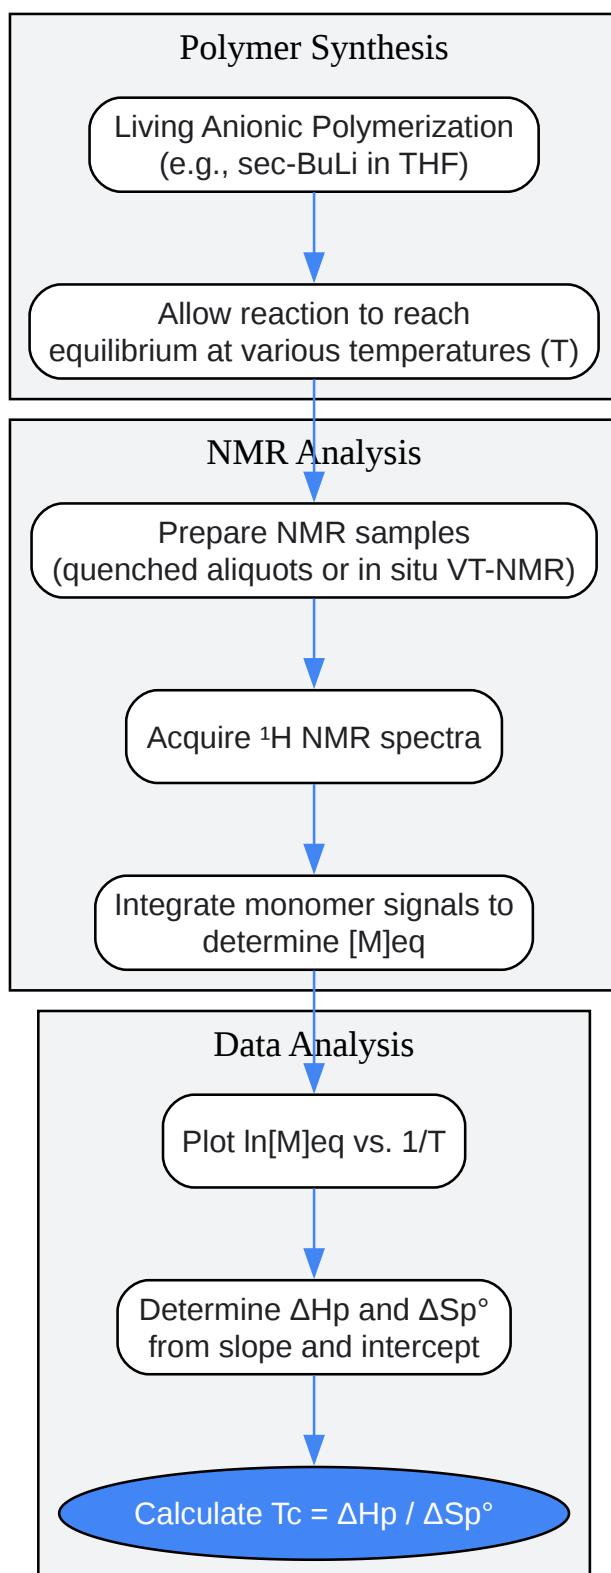 Polymer Synthesis
Living Anionic Polymerization
(e.g., sec-BuLi in THF)
Allow reaction to reach
equilibrium at various temperatures (T)
NMR Analysis
Prepare NMR samples
(quenched aliquots or in situ VT-NMR)
Acquire ¹H NMR spectra
Integrate monomer signals to
determine [M]eq
Data Analysis
Plot ln[M]eq vs. 1/T
Determine ΔHp and ΔSp°
from slope and intercept
Calculate Tc = ΔHp / ΔSp°